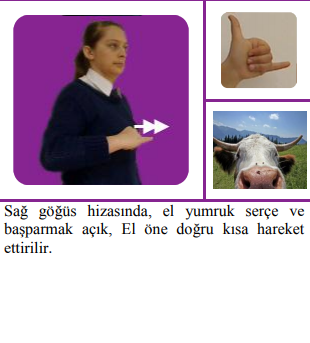 Sağ göğüs hizasında, el yumruk serçe ve
başparmak açık, El öne doğru kısa hareket
ettirilir.